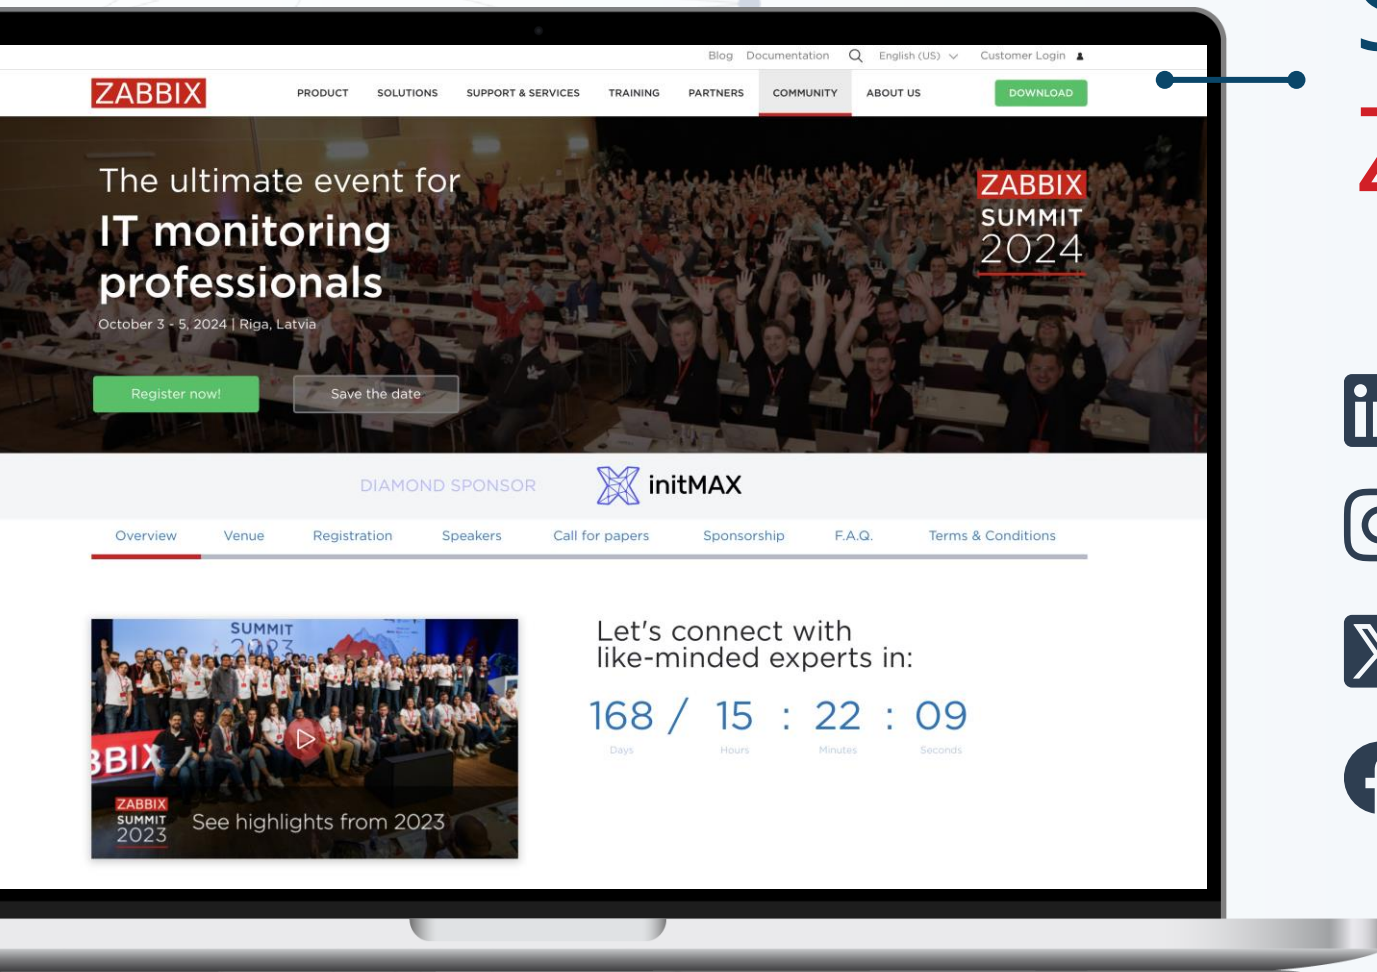 Blog Documentation English (US) Customer Login
ZABBIX PRODUCT SOLUTIONS SUPPORT & SERVICES TRAINING PARTNERS COMMUNITY ABOUT US DOWNLOAD
The ultimate event for
IT monitoring
professionals
October 3 - 5, 2024 | Riga, Latvia
Register now! Save the date
ZABBIX
SUMMIT
2024
DIAMOND SPONSOR initMAX
Overview Venue Registration Speakers Call for papers Sponsorship F.A.Q. Terms & Conditions
SUMMIT
2023
BBIX
ZABBIX
SUMMIT
2023
See highlights from 2023
Let's connect with
like-minded experts in:
168 / 15 : 22 : 09
Days Hours Minutes Seconds